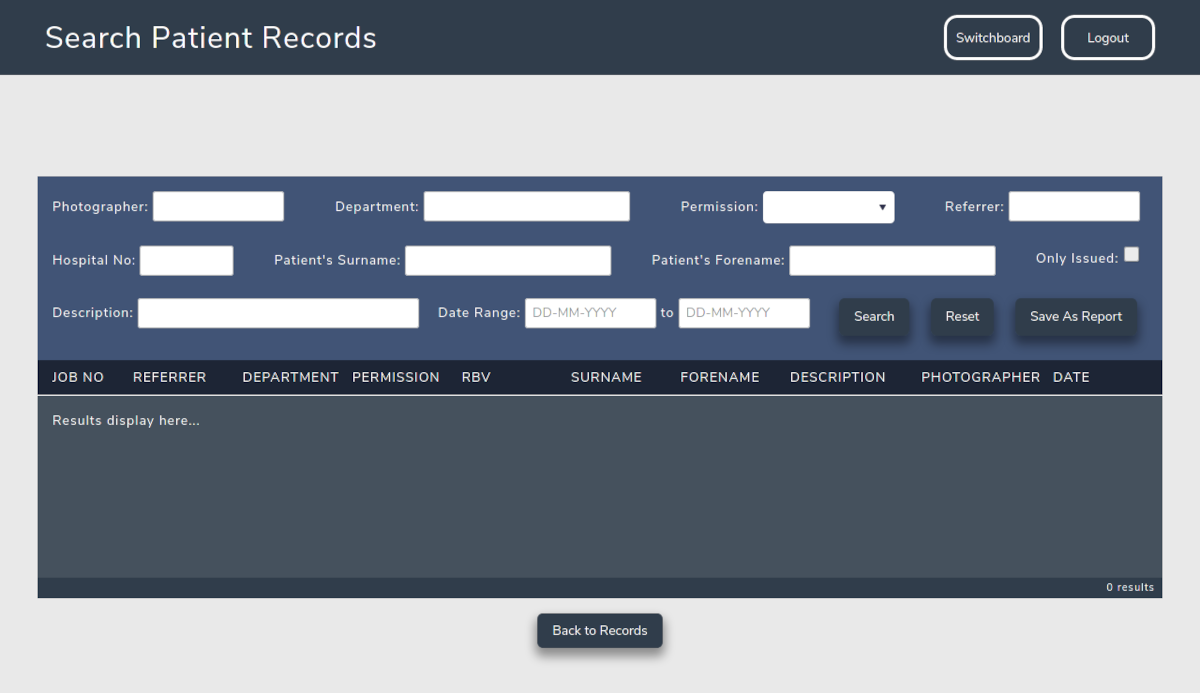 Search Patient Records
Switchboard
Logout
Photographer: Department: Permission: Referrer:
Hospital No: Patient's Surname: Patient's Forename: Only Issued:
Description: Date Range: DD-MM-YYYY to DD-MM-YYYY Search Reset Save As Report
JOB NO REFERRER DEPARTMENT PERMISSION RBV SURNAME FORENAME DESCRIPTION PHOTOGRAPHER DATE
Results display here...
0 results
Back to Records